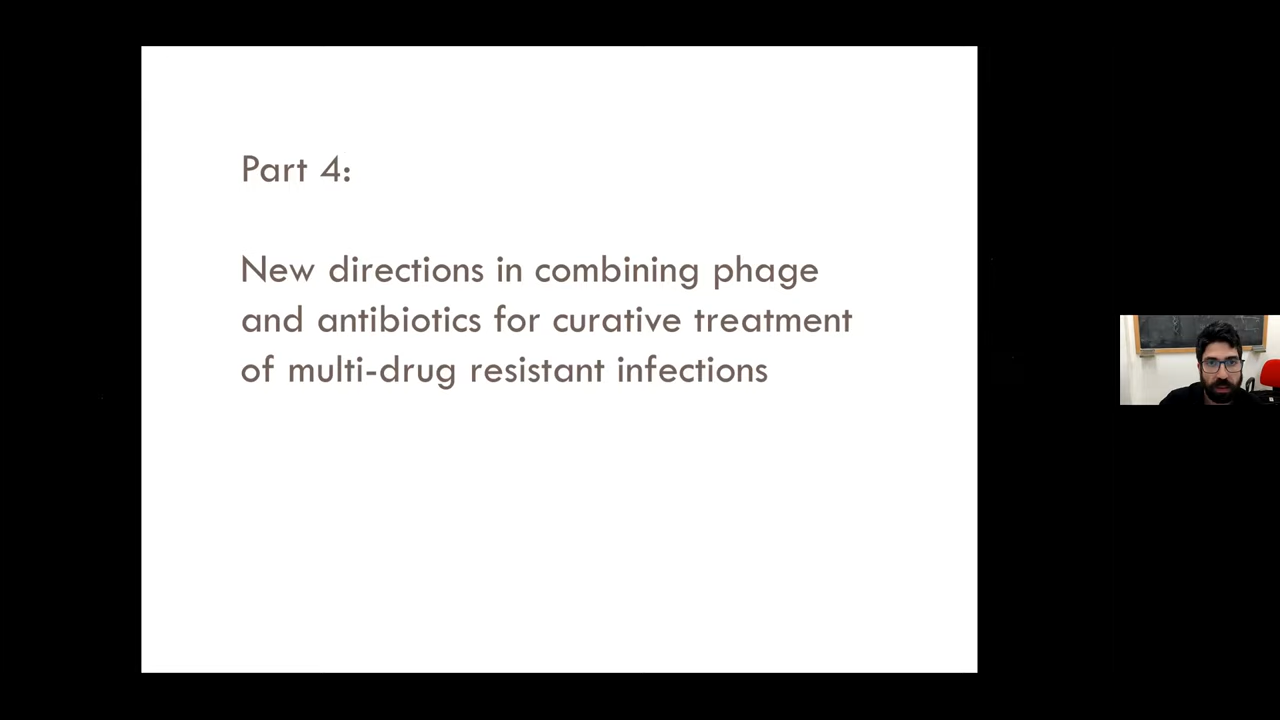 Part 4:
New directions in combining phage
and antibiotics for curative treatment
of multi-drug resistant infections